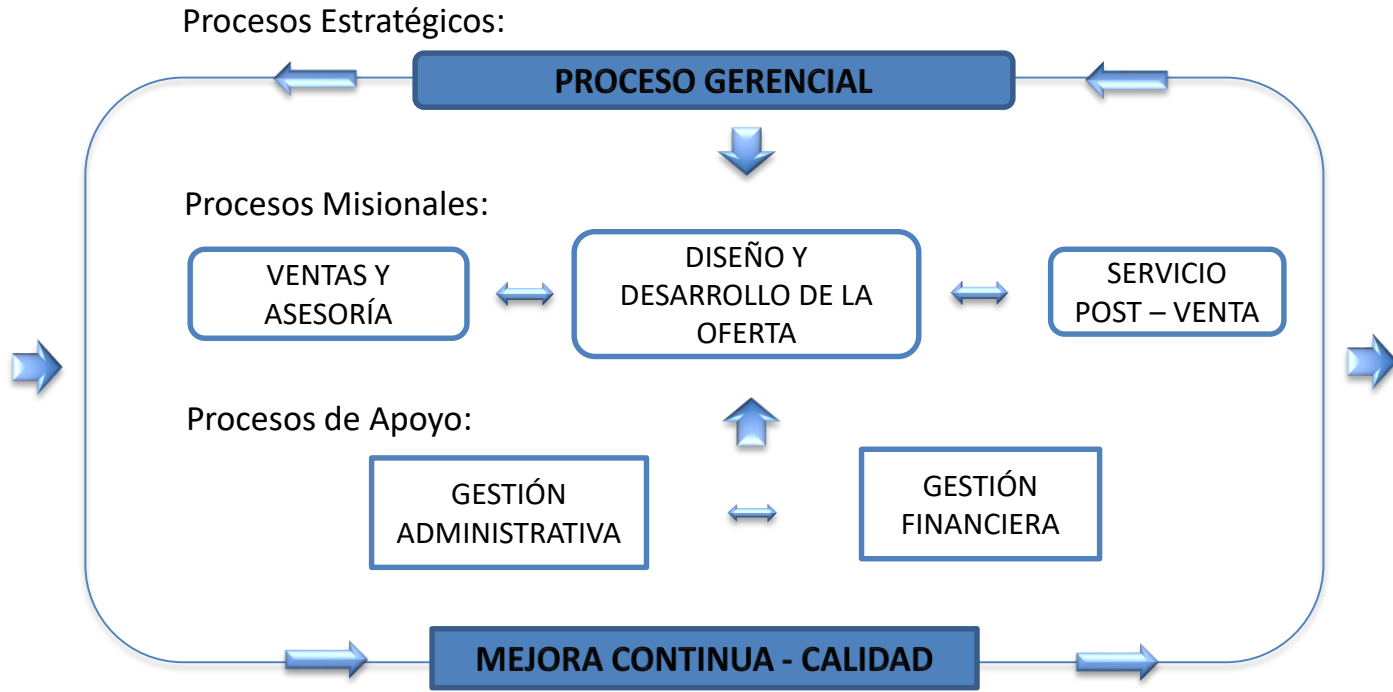 Procesos Estratégicos:
PROCESO GERENCIAL
Procesos Misionales:
VENTAS Y
ASESORÍA
DISEÑO Y
DESARROLLO DE LA
OFERTA
SERVICIO
POST – VENTA
Procesos de Apoyo:
GESTIÓN
ADMINISTRATIVA
GESTIÓN
FINANCIERA
MEJORA CONTINUA - CALIDAD